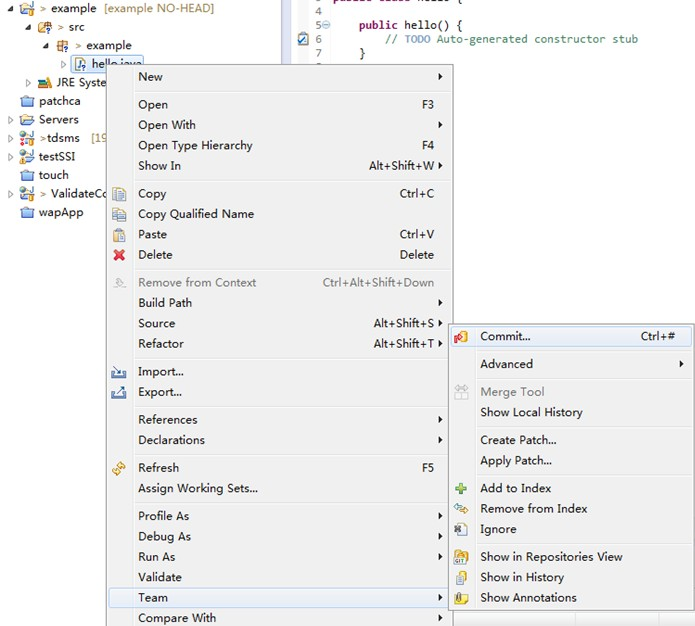 > example [example NO-HEAD]
> src
> example
hello.java
JRE Syste
patchca
Servers
>tdsms [19
testSSI
touch
> ValidateCo
wapApp
4
5 public hello() {
6 // TODO Auto-generated constructor stub
7 }
New
Open F3
Open With
Open Type Hierarchy F4
Show In Alt+Shift+W
Copy Ctrl+C
Copy Qualified Name
Paste Ctrl+V
Delete Delete
Remove from Context Ctrl+Alt+Shift+Down
Build Path
Source Alt+Shift+S
Refactor Alt+Shift+T
Import...
Export...
References
Declarations
Refresh F5
Assign Working Sets...
Profile As
Debug As
Run As
Validate
Team
Compare With
Commit... Ctrl+#
Advanced
Merge Tool
Show Local History
Create Patch...
Apply Patch...
Add to Index
Remove from Index
Ignore
Show in Repositories View
Show in History
Show Annotations